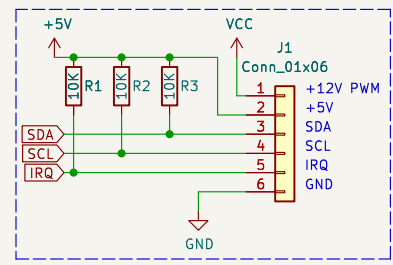 +5V
VCC
J1
Conn_01x06
10K R1
10K R2
10K R3
1 +12V PWM
2 +5V
SDA 3 SDA
SCL 4 SCL
IRQ 5 IRQ
6 GND
GND